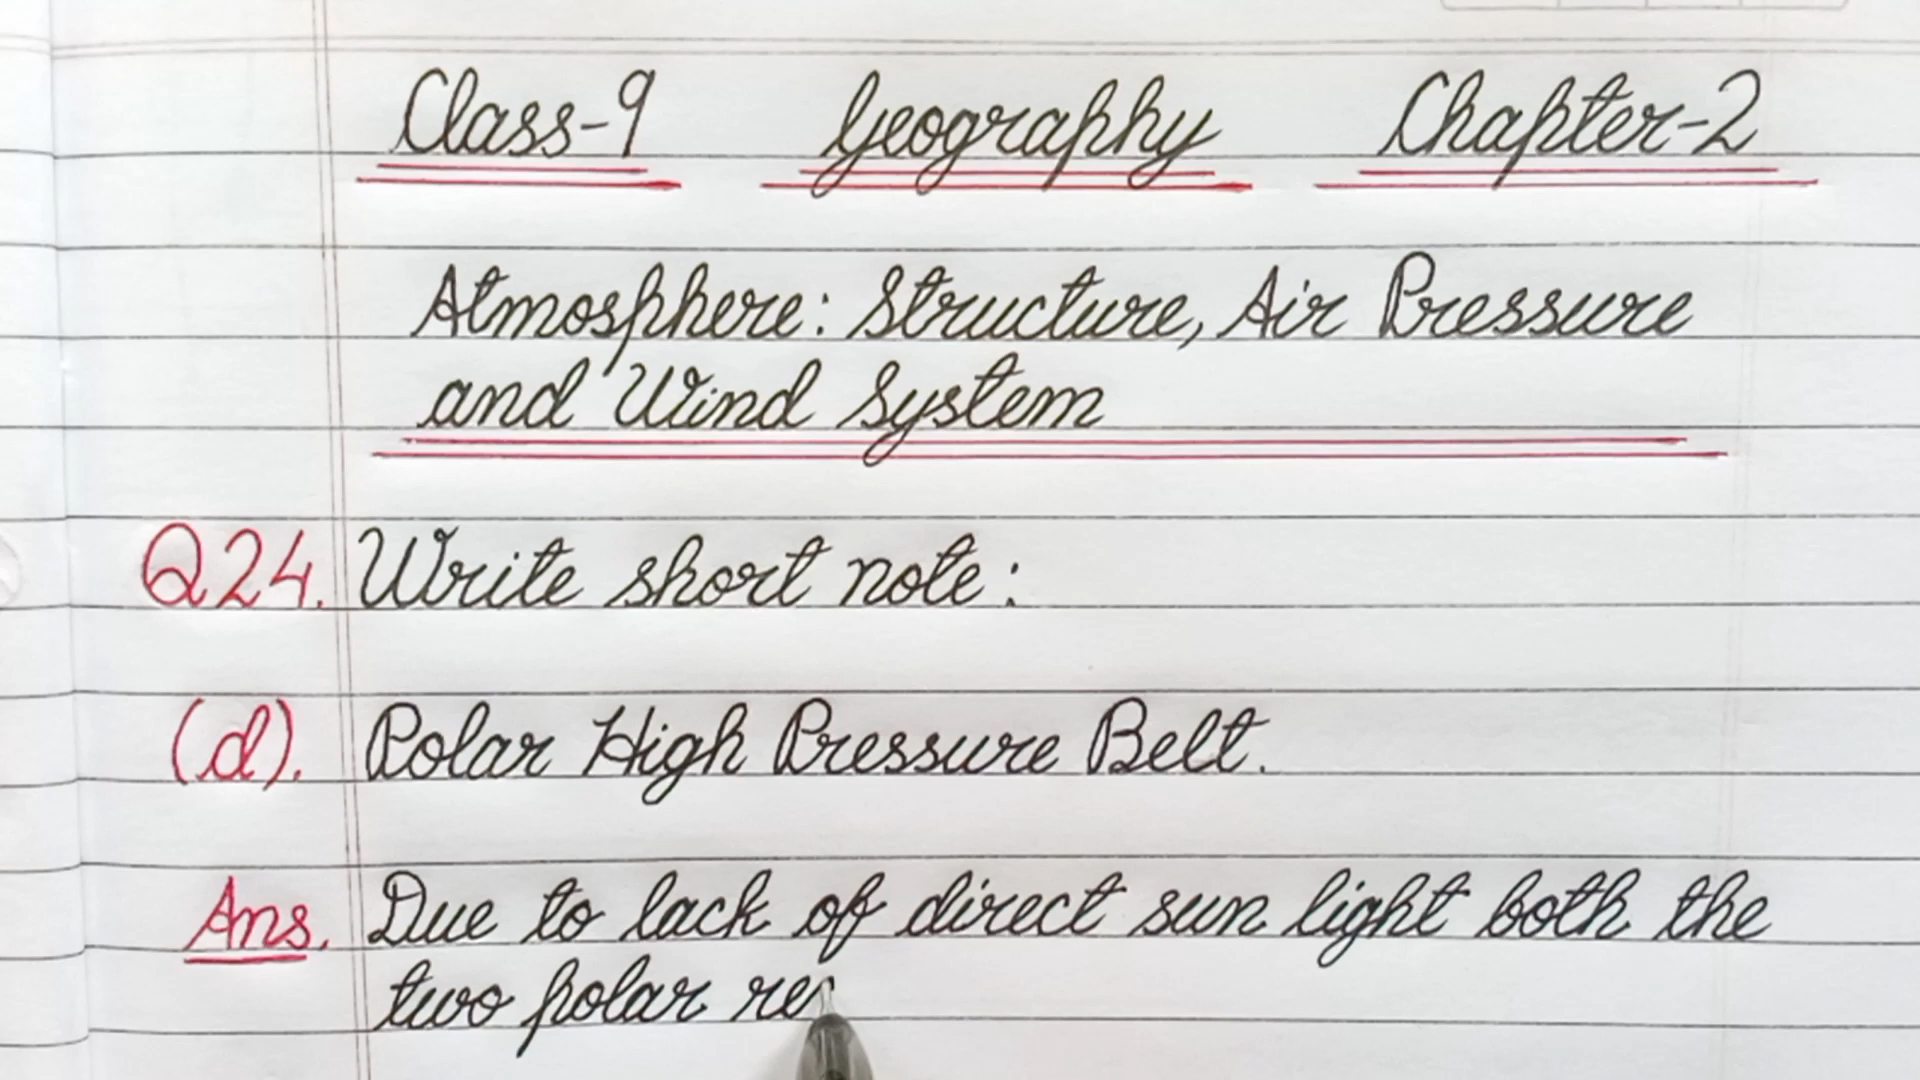 Class-9 Geography Chapter-2
Atmosphere: Structure, Air Pressure
and Wind System
Q24. Write short note:
(d). Polar High Pressure Belt.
Ans. Due to lack of direct sun light both the
two polar re